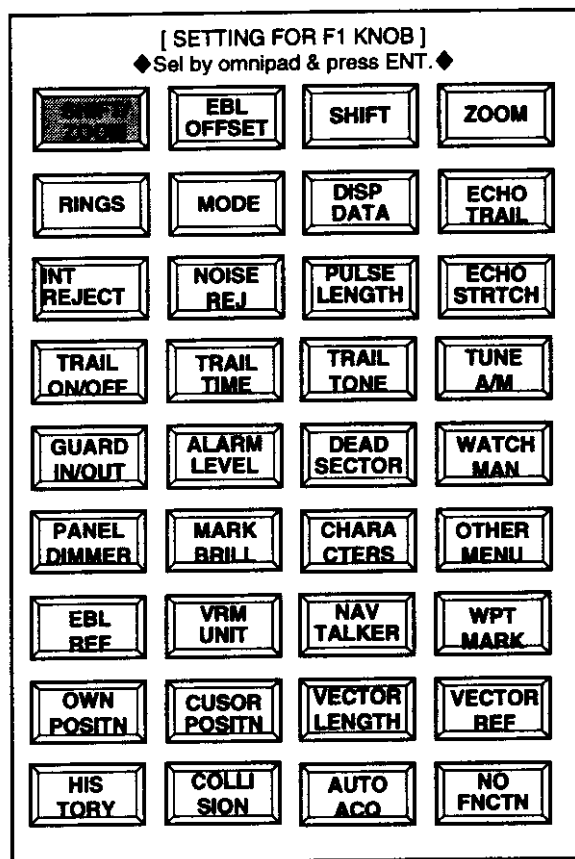 [ SETTING FOR F1 KNOB ]
◆Sel by omnipad & press ENT.◆
SHIFT/ ZOOM
EBL OFFSET
SHIFT
ZOOM
RINGS
MODE
DISP DATA
ECHO TRAIL
INT REJECT
NOISE REJ
PULSE LENGTH
ECHO STRTCH
TRAIL ON/OFF
TRAIL TIME
TRAIL TONE
TUNE A/M
GUARD IN/OUT
ALARM LEVEL
DEAD SECTOR
WATCH MAN
PANEL DIMMER
MARK BRILL
CHARA CTERS
OTHER MENU
EBL REF
VRM UNIT
NAV TALKER
WPT MARK
OWN POSITN
CUSOR POSITN
VECTOR LENGTH
VECTOR REF
HIS TORY
COLLI SION
AUTO ACQ
NO FNCTN